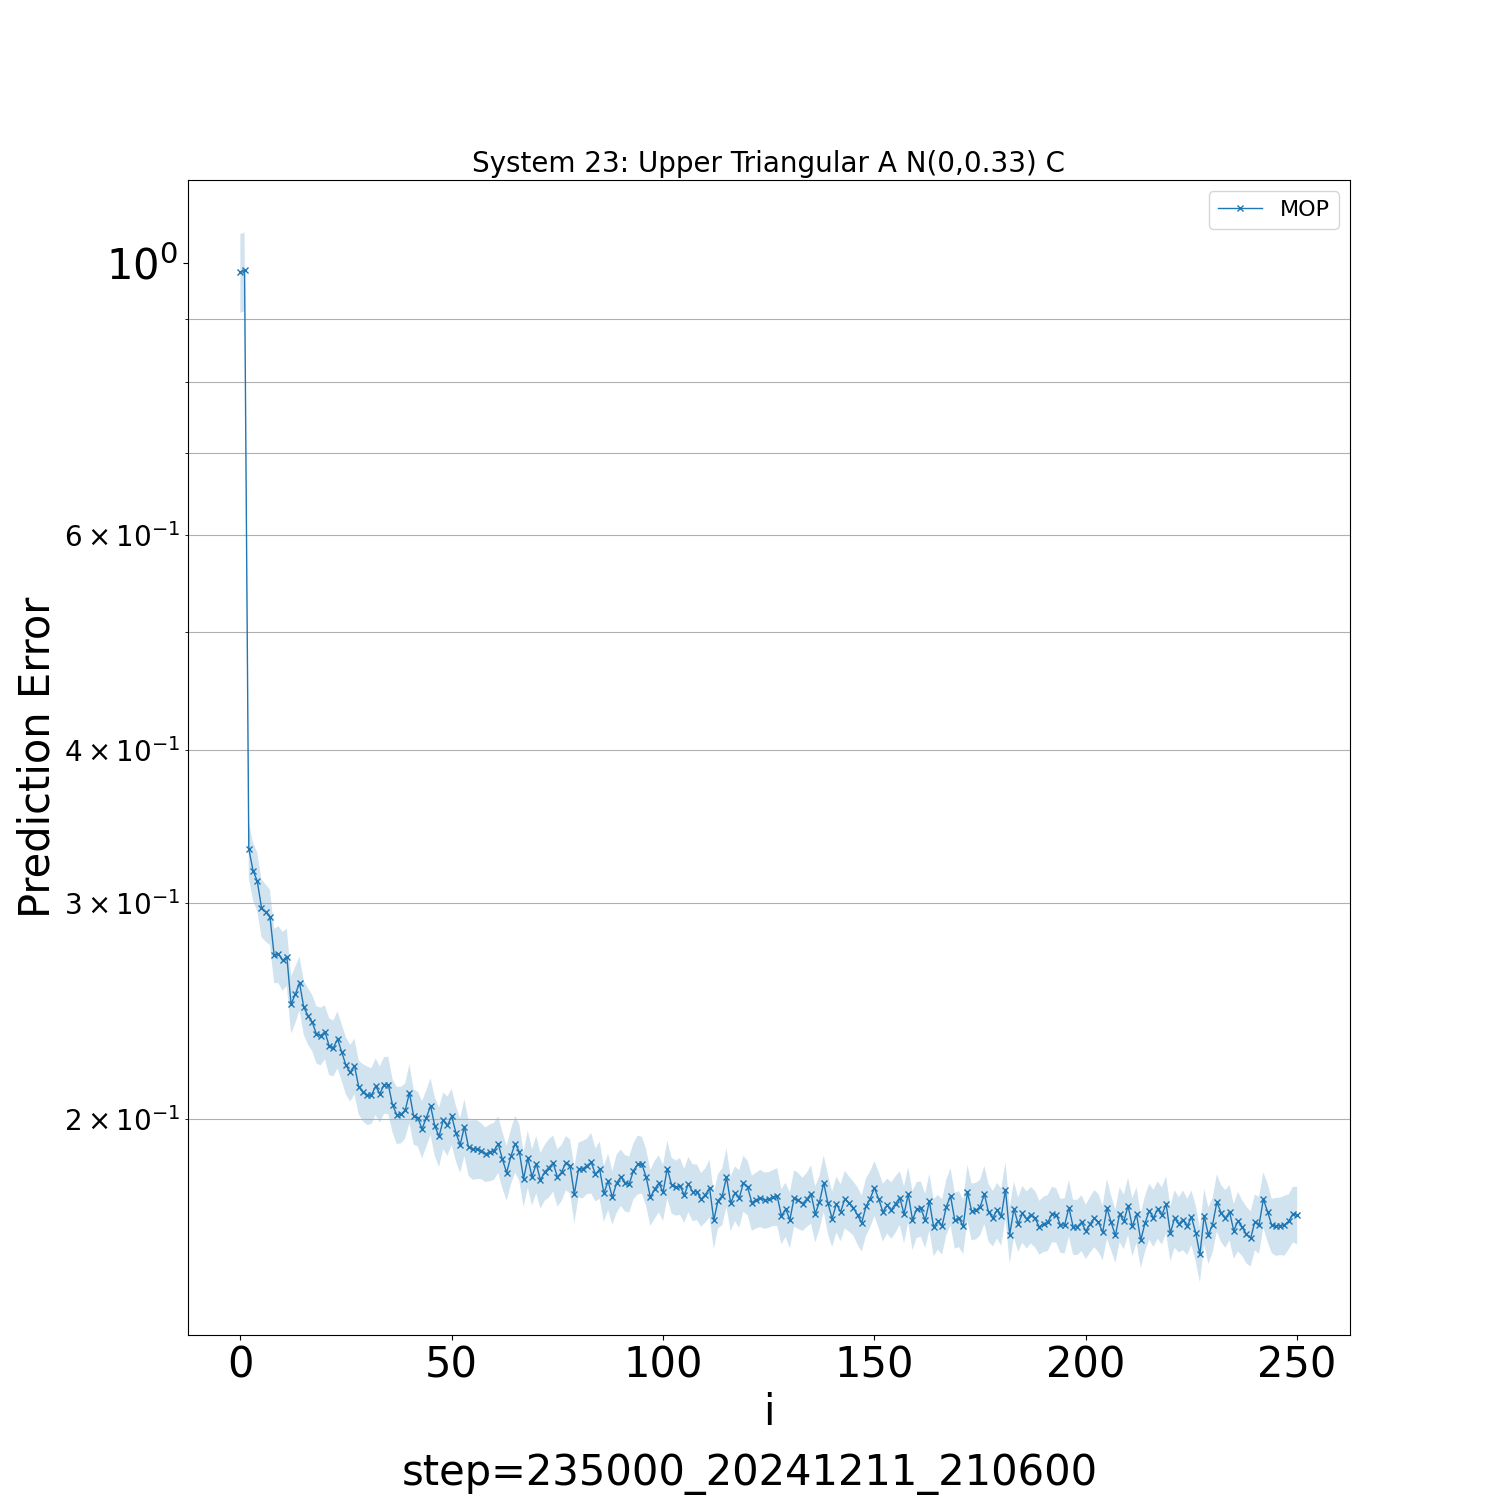 System 23: Upper Triangular A N(0,0.33) C
MOP
10⁰
6 × 10⁻¹
4 × 10⁻¹
3 × 10⁻¹
2 × 10⁻¹
Prediction Error
0 50 100 150 200 250
i
step=235000_20241211_210600